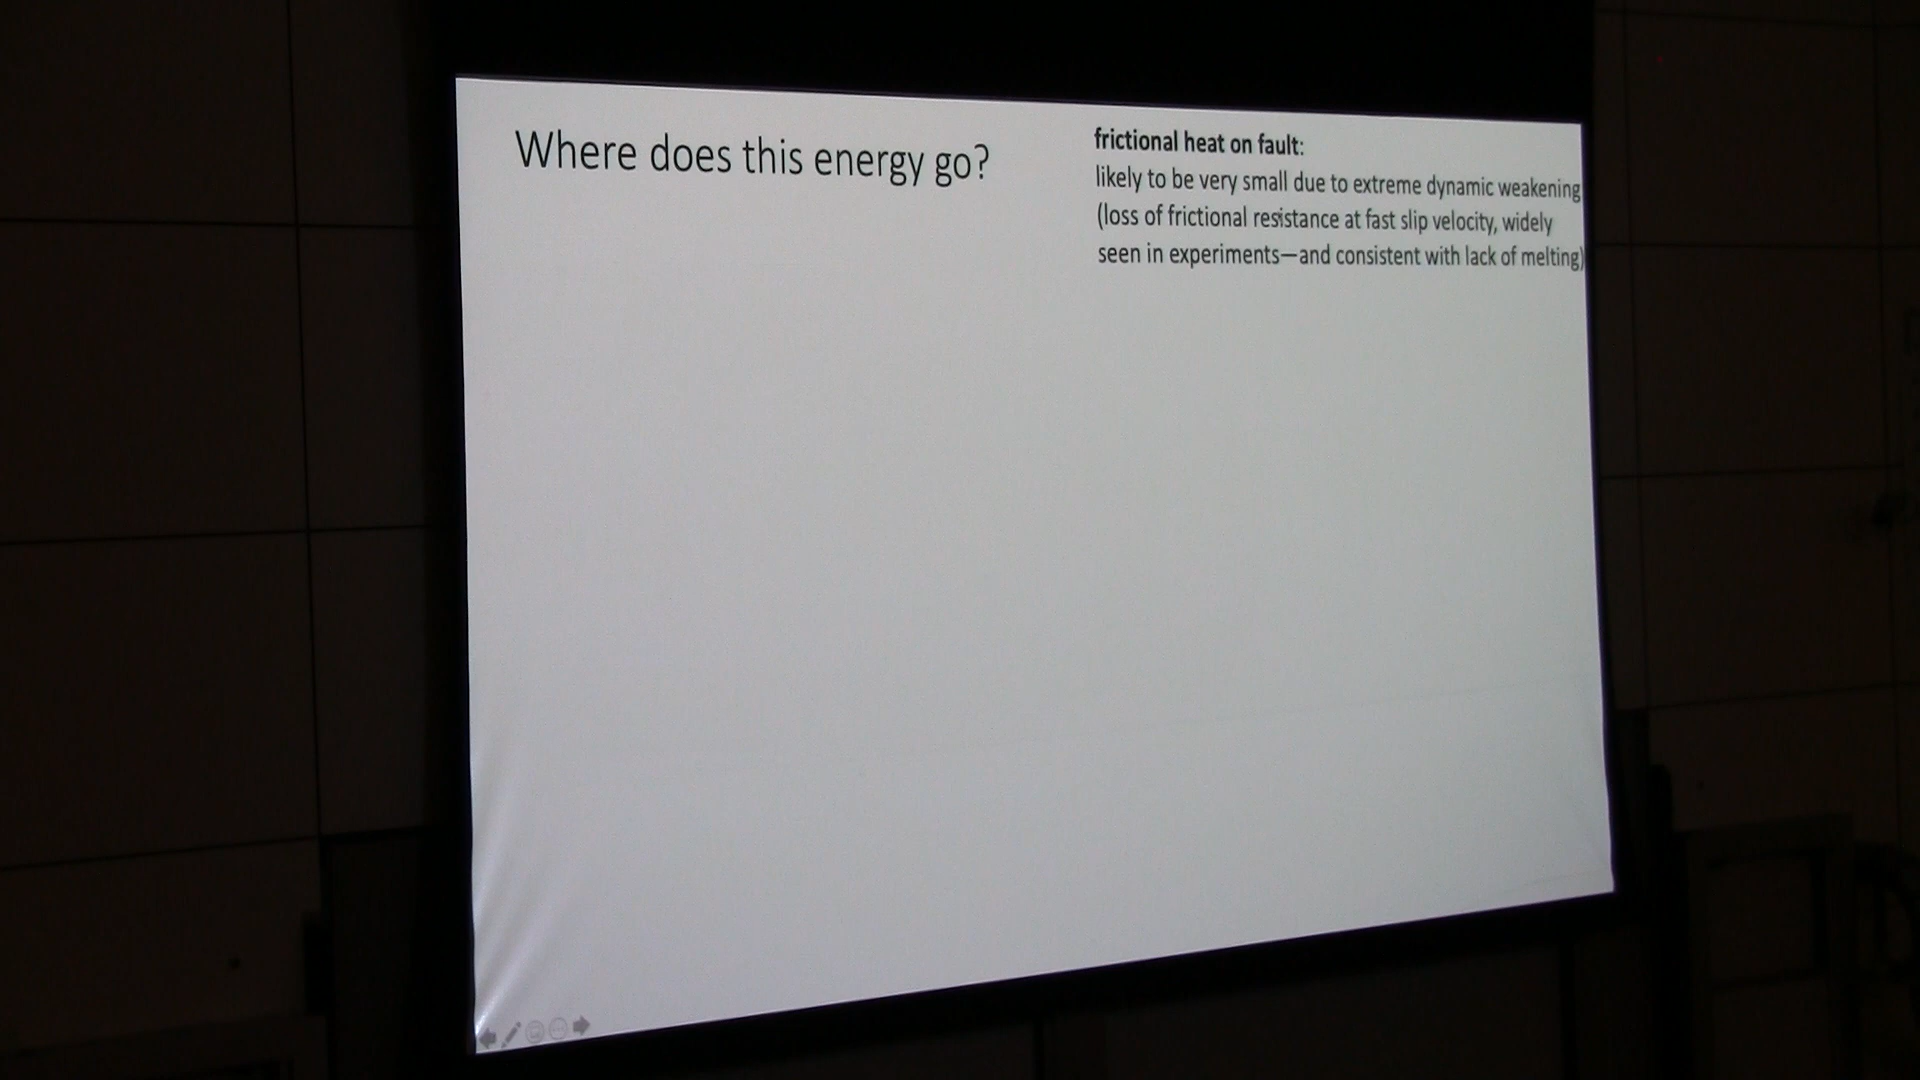 Where does this energy go?
frictional heat on fault:
likely to be very small due to extreme dynamic weakening
(loss of frictional resistance at fast slip velocity, widely
seen in experiments—and consistent with lack of melting)